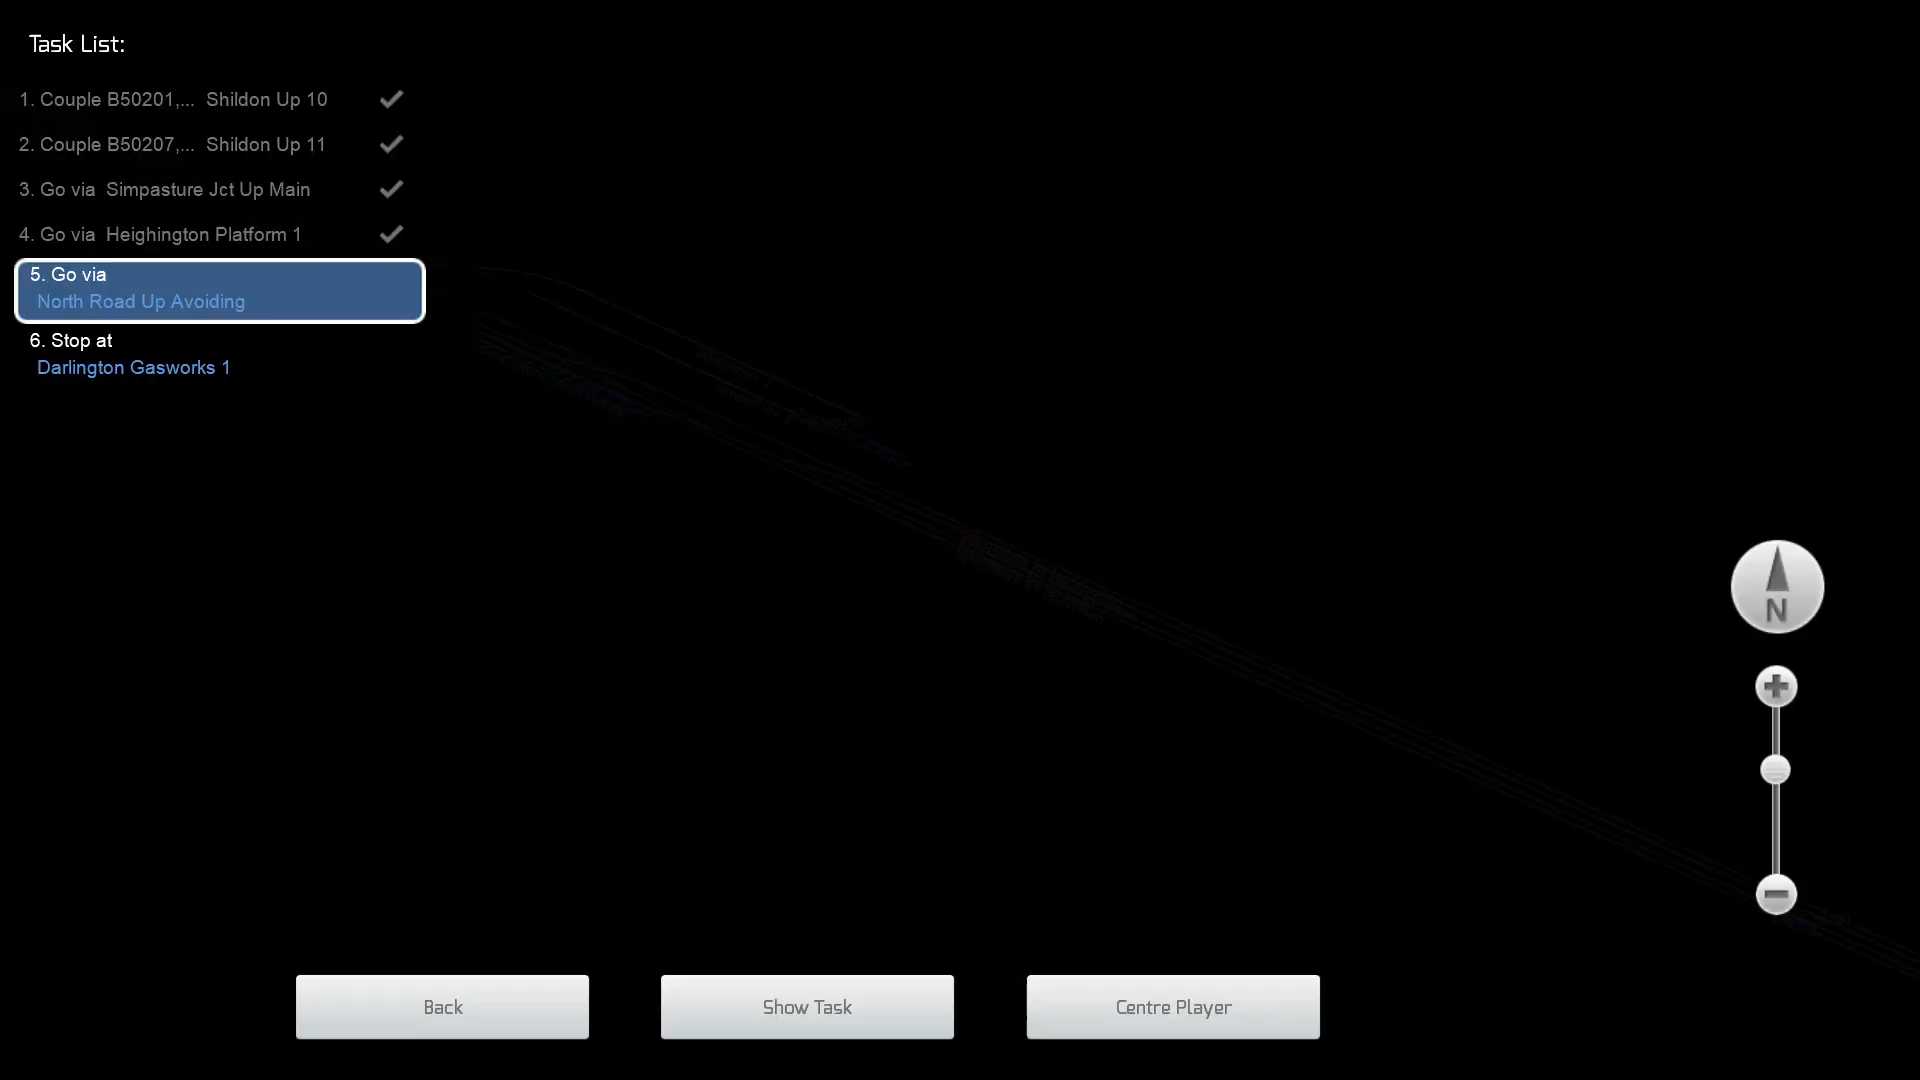 Task List:
1. Couple B50201,... Shildon Up 10
2. Couple B50207,... Shildon Up 11
3. Go via Simpasture Jct Up Main
4. Go via Heighington Platform 1
5. Go via
North Road Up Avoiding
6. Stop at
Darlington Gasworks 1
N
Back
Show Task
Centre Player